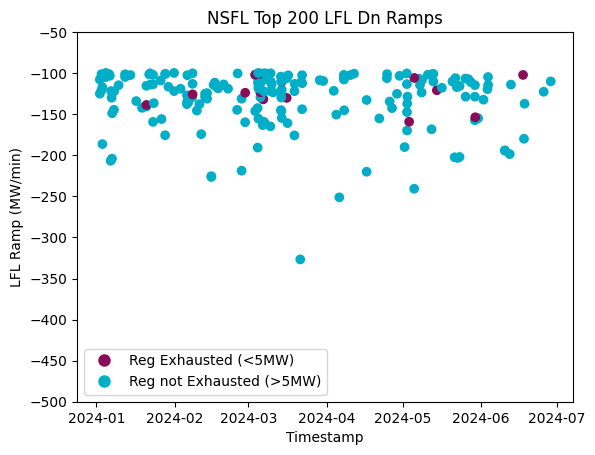 NSFL Top 200 LFL Dn Ramps
LFL Ramp (MW/min)
−50
−100
−150
−200
−250
−300
−350
−400
−450
−500
Reg Exhausted (<5MW)
Reg not Exhausted (>5MW)
2024-01 2024-02 2024-03 2024-04 2024-05 2024-06 2024-07
Timestamp